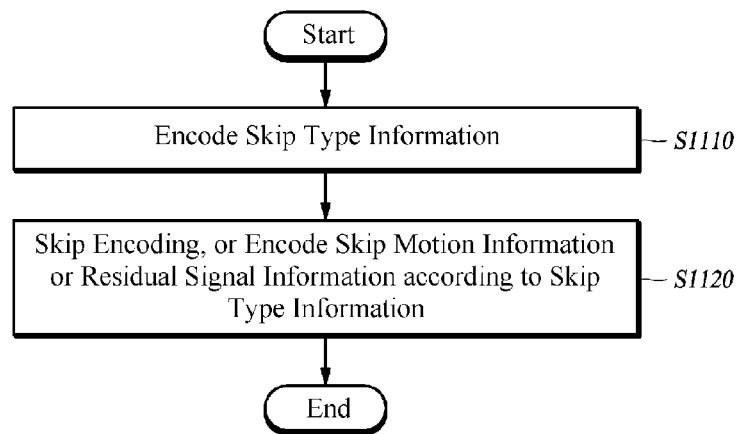 Start
Encode Skip Type Information
S1110
Skip Encoding, or Encode Skip Motion Information
or Residual Signal Information according to Skip
Type Information
S1120
End